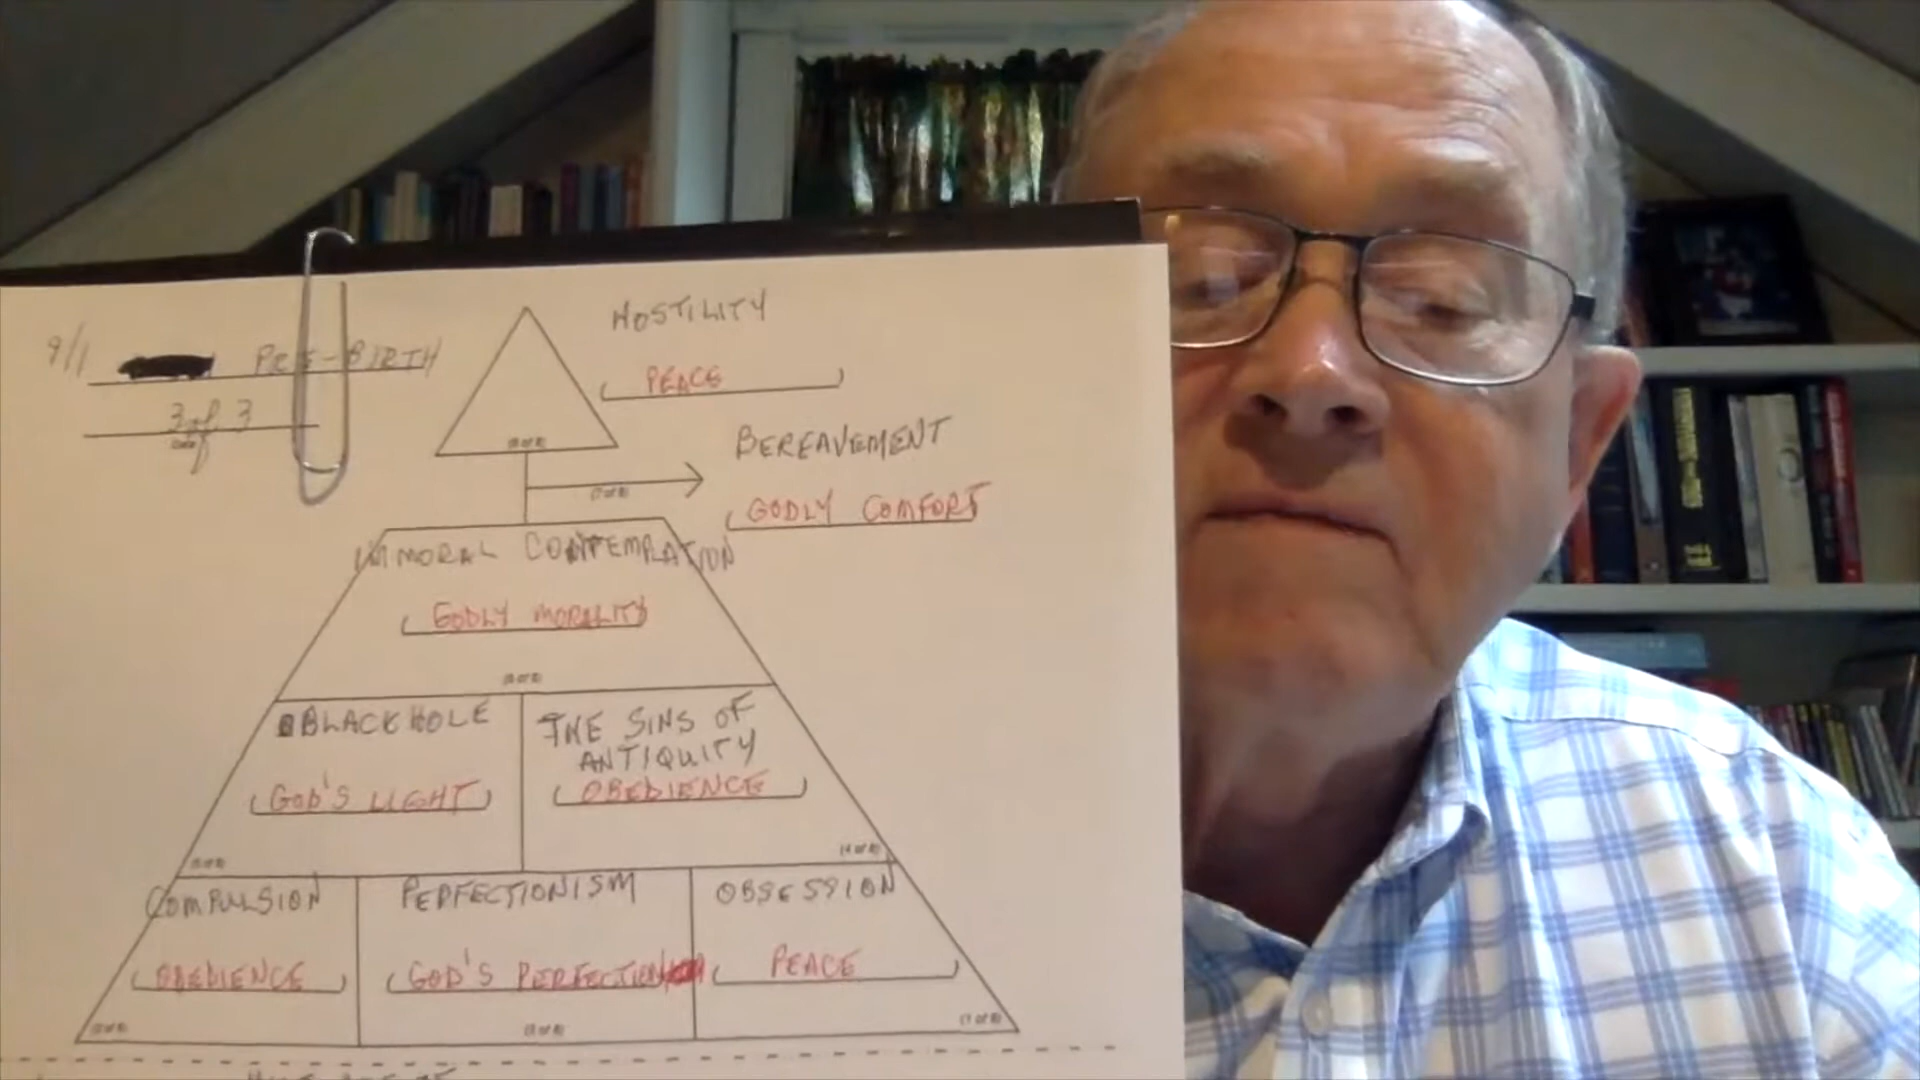 9/1 PRE-BIRTH
3 of 3
HOSTILITY
PEACE
BEREAVEMENT
GODLY COMFORT
IMMORAL CONTEMPLATION
GODLY MORALITY
BLACK HOLE
GOD'S LIGHT
THE SINS OF
ANTIQUITY
OBEDIENCE
COMPULSION
OBEDIENCE
PERFECTIONISM
GOD'S PERFECTION
OBSESSION
PEACE